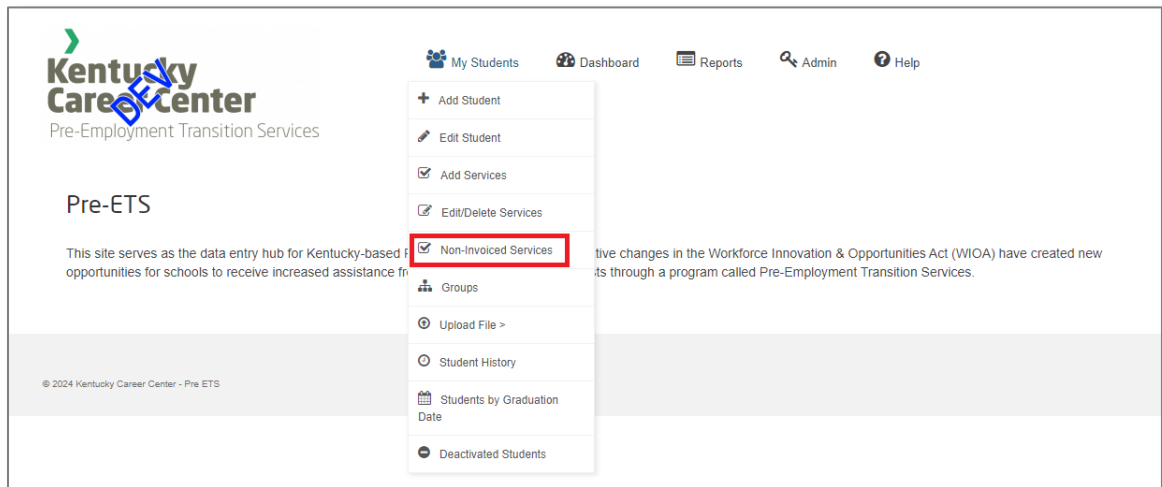 Kentucky
Career Center
DEV
Pre-Employment Transition Services
My Students
Dashboard
Reports
Admin
Help
Add Student
Edit Student
Add Services
Edit/Delete Services
Non-Invoiced Services
Groups
Upload File >
Student History
Students by Graduation
Date
Deactivated Students
Pre-ETS
This site serves as the data entry hub for Kentucky-based tive changes in the Workforce Innovation & Opportunities Act (WIOA) have created new
opportunities for schools to receive increased assistance ts through a program called Pre-Employment Transition Services.
© 2024 Kentucky Career Center - Pre ETS